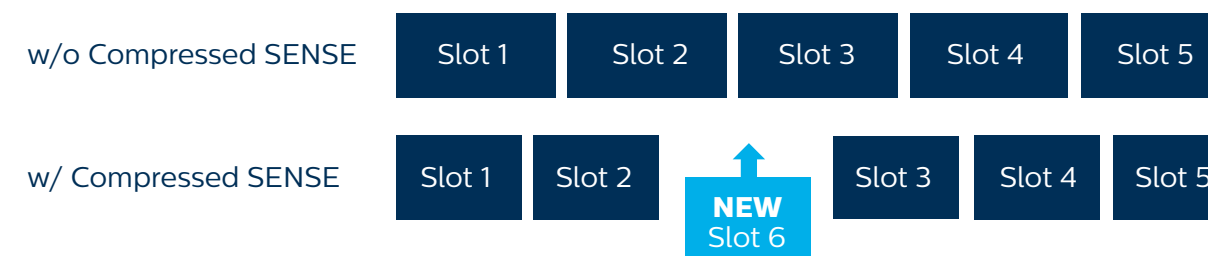 w/o Compressed SENSE Slot 1 Slot 2 Slot 3 Slot 4 Slot 5
w/ Compressed SENSE Slot 1 Slot 2 Slot 3 Slot 4 Slot 5
NEW
Slot 6